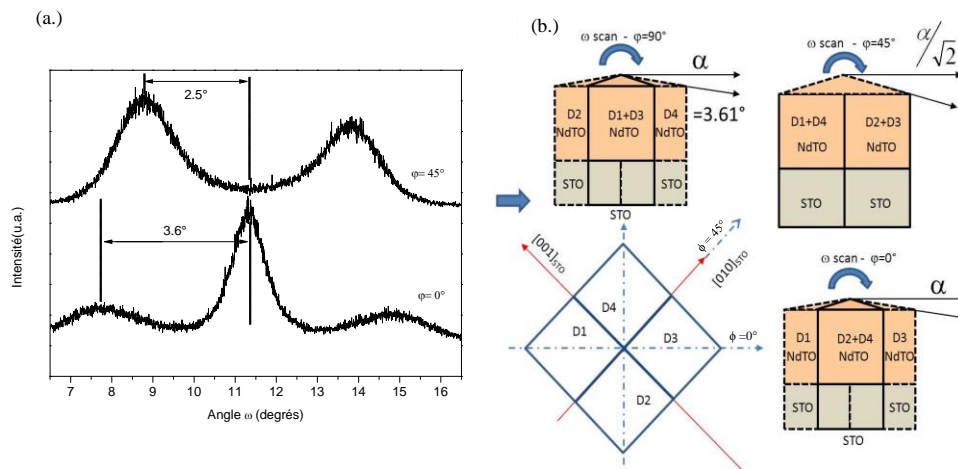 (a.)
2.5°
φ= 45°
3.6°
φ= 0°
Intensité(u.a.)
7 8 9 10 11 12 13 14 15 16
Angle ω (degrés)
(b.)
ω scan - φ=90°
α
=3.61°
D2
NdTO
D1+D3
NdTO
D4
NdTO
STO
STO
STO
ω scan - φ=45°
α/√2
D1+D4
NdTO
D2+D3
NdTO
STO
STO
[001]STO
ϕ = 45°
[010]STO
D4
D1
D3
D2
ϕ =0°
ω scan - φ=0°
α
D1
NdTO
D2+D4
NdTO
D3
NdTO
STO
STO
STO